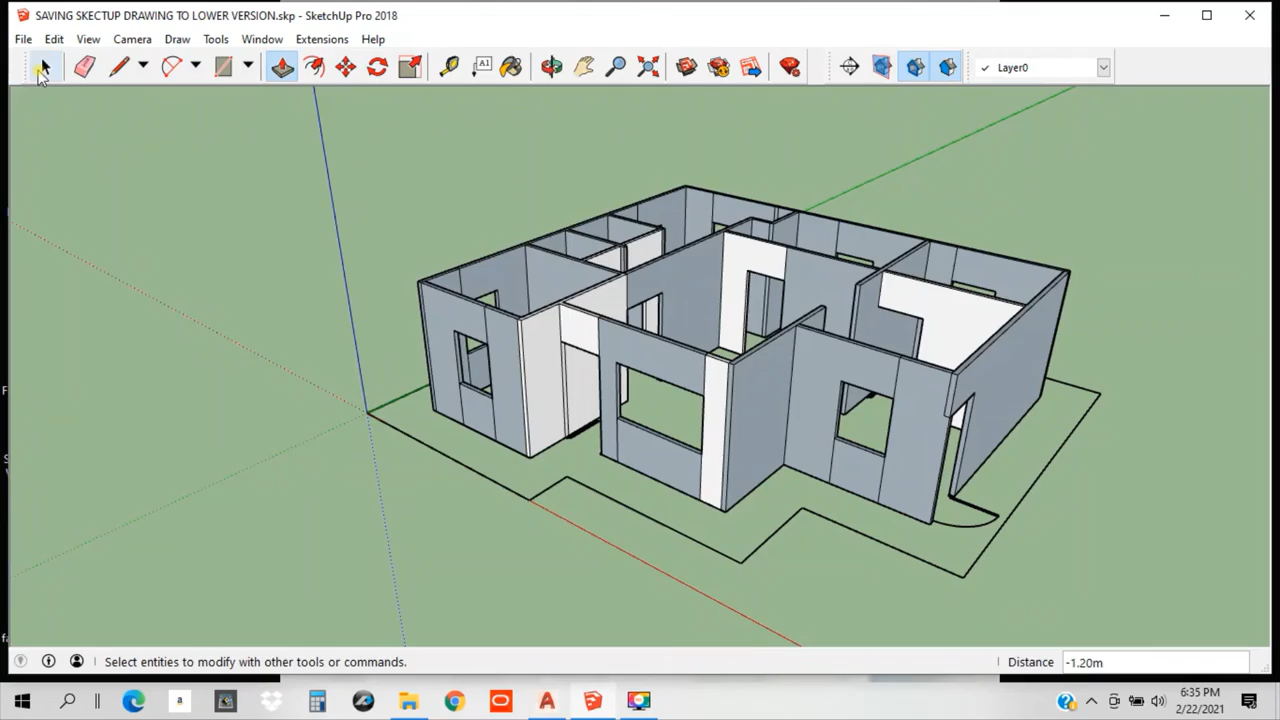 SAVING SKECTUP DRAWING TO LOWER VERSION.skp - SketchUp Pro 2018
File Edit View Camera Draw Tools Window Extensions Help
A1
Layer0
Select entities to modify with other tools or commands.
Distance -1.20m
a
6:35 PM
2/22/2021